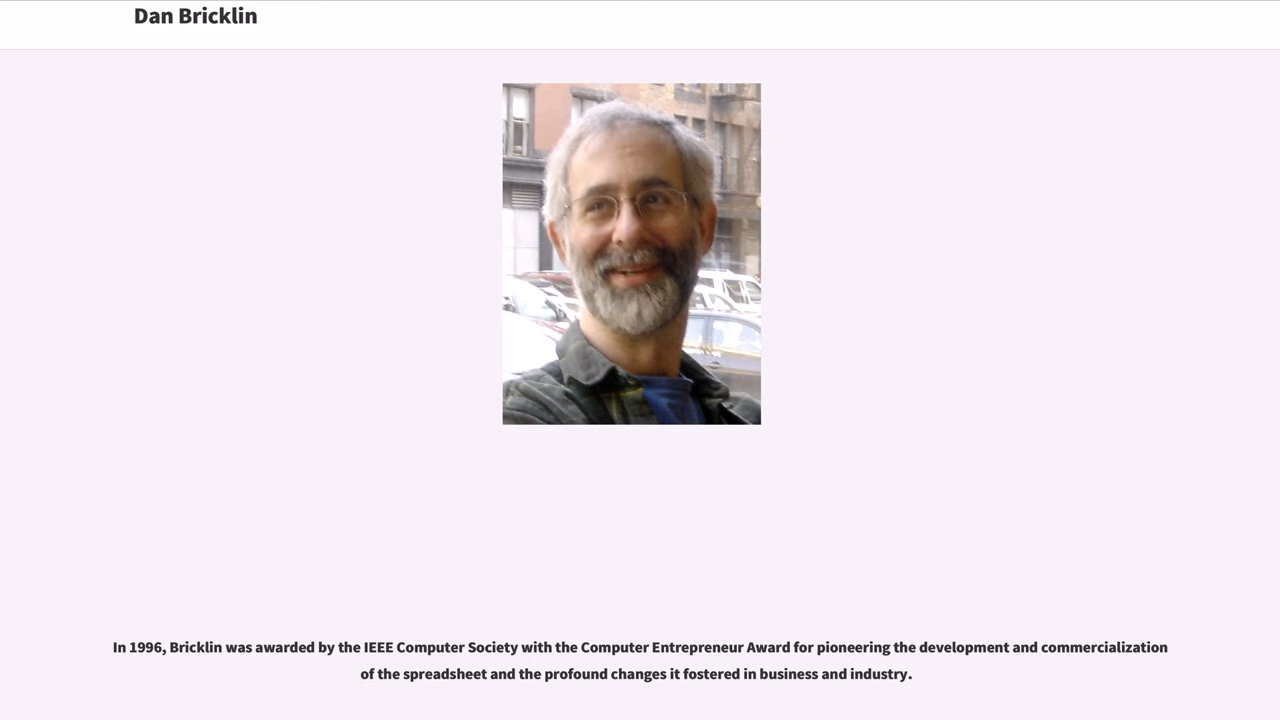 Dan Bricklin
In 1996, Bricklin was awarded by the IEEE Computer Society with the Computer Entrepreneur Award for pioneering the development and commercialization
of the spreadsheet and the profound changes it fostered in business and industry.